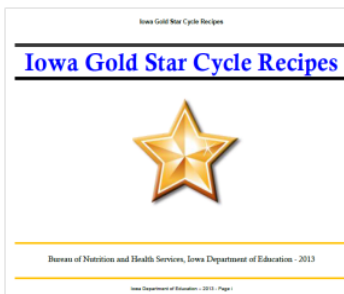 Iowa Gold Star Cycle Recipes
Iowa Gold Star Cycle Recipes
Bureau of Nutrition and Health Services, Iowa Department of Education - 2013
Iowa Department of Education – 2013 - Page i